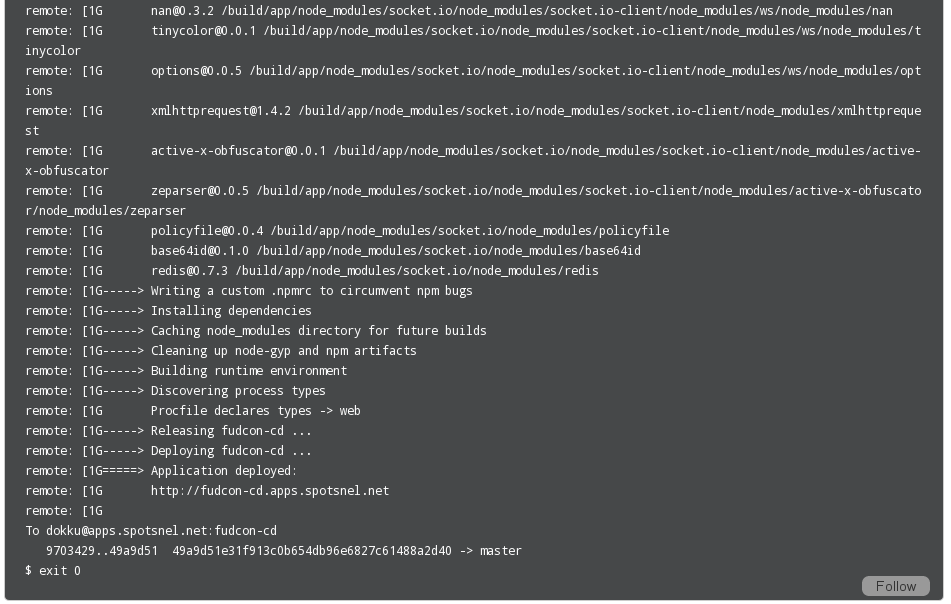 remote: [1G       nan@0.3.2 /build/app/node_modules/socket.io/node_modules/socket.io-client/node_modules/ws/node_modules/nan
remote: [1G       tinycolor@0.0.1 /build/app/node_modules/socket.io/node_modules/socket.io-client/node_modules/ws/node_modules/t
inycolor
remote: [1G       options@0.0.5 /build/app/node_modules/socket.io/node_modules/socket.io-client/node_modules/ws/node_modules/opt
ions
remote: [1G       xmlhttprequest@1.4.2 /build/app/node_modules/socket.io/node_modules/socket.io-client/node_modules/xmlhttpreque
st
remote: [1G       active-x-obfuscator@0.0.1 /build/app/node_modules/socket.io/node_modules/socket.io-client/node_modules/active-
x-obfuscator
remote: [1G       zeparser@0.0.5 /build/app/node_modules/socket.io/node_modules/socket.io-client/node_modules/active-x-obfuscato
r/node_modules/zeparser
remote: [1G       policyfile@0.0.4 /build/app/node_modules/socket.io/node_modules/policyfile
remote: [1G       base64id@0.1.0 /build/app/node_modules/socket.io/node_modules/base64id
remote: [1G       redis@0.7.3 /build/app/node_modules/socket.io/node_modules/redis
remote: [1G-----> Writing a custom .npmrc to circumvent npm bugs
remote: [1G-----> Installing dependencies
remote: [1G-----> Caching node_modules directory for future builds
remote: [1G-----> Cleaning up node-gyp and npm artifacts
remote: [1G-----> Building runtime environment
remote: [1G-----> Discovering process types
remote: [1G       Procfile declares types -> web
remote: [1G-----> Releasing fudcon-cd ...
remote: [1G-----> Deploying fudcon-cd ...
remote: [1G=====> Application deployed:
remote: [1G       http://fudcon-cd.apps.spotsnel.net
remote: [1G
To dokku@apps.spotsnel.net:fudcon-cd
   9703429..49a9d51  49a9d51e31f913c0b654db96e6827c61488a2d40 -> master
$ exit 0
Follow